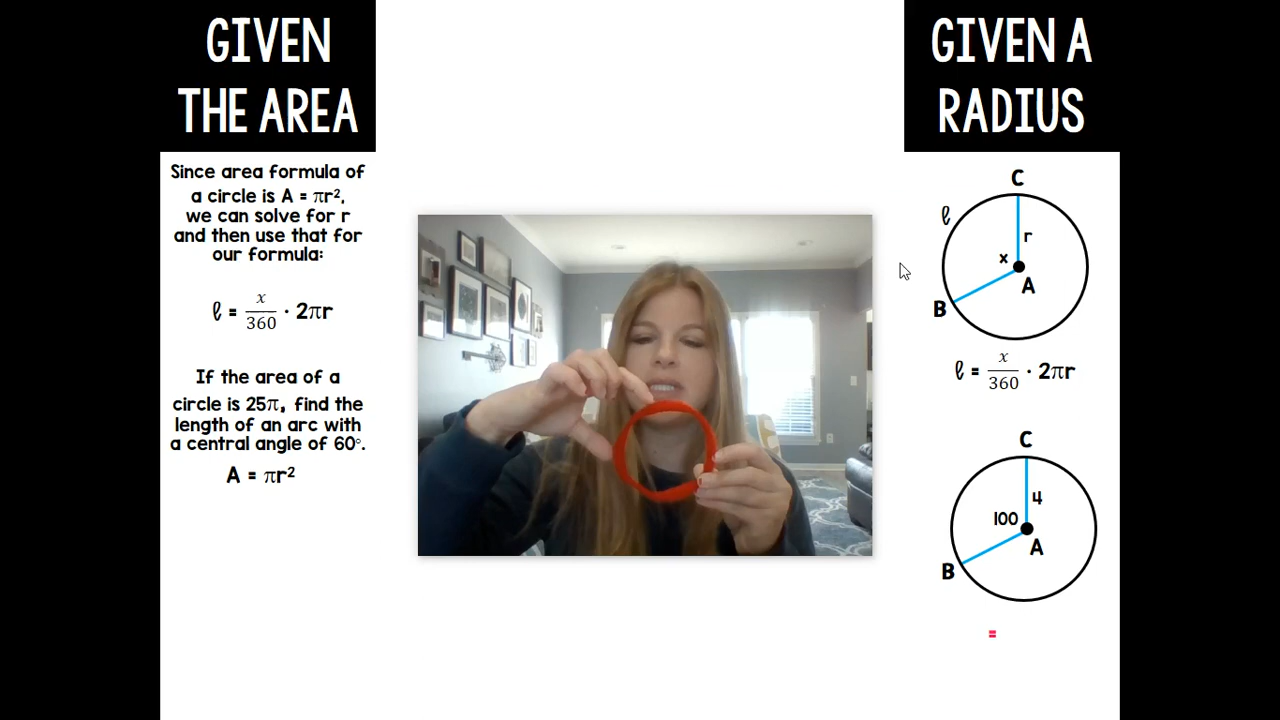 GIVEN
THE AREA
Since area formula of
a circle is A = πr²,
we can solve for r
and then use that for
our formula:
ℓ = x/360 · 2πr
If the area of a
circle is 25π, find the
length of an arc with
a central angle of 60°.
A = πr²
GIVEN A
RADIUS
C
ℓ
r
x
A
B
ℓ = x/360 · 2πr
C
4
100
A
B
=